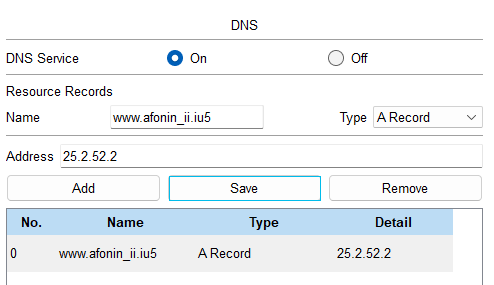 DNS
DNS Service On Off
Resource Records
Name www.afonin_ii.iu5 Type A Record
Address 25.2.52.2
Add Save Remove
No. Name Type Detail
0 www.afonin_ii.iu5 A Record 25.2.52.2